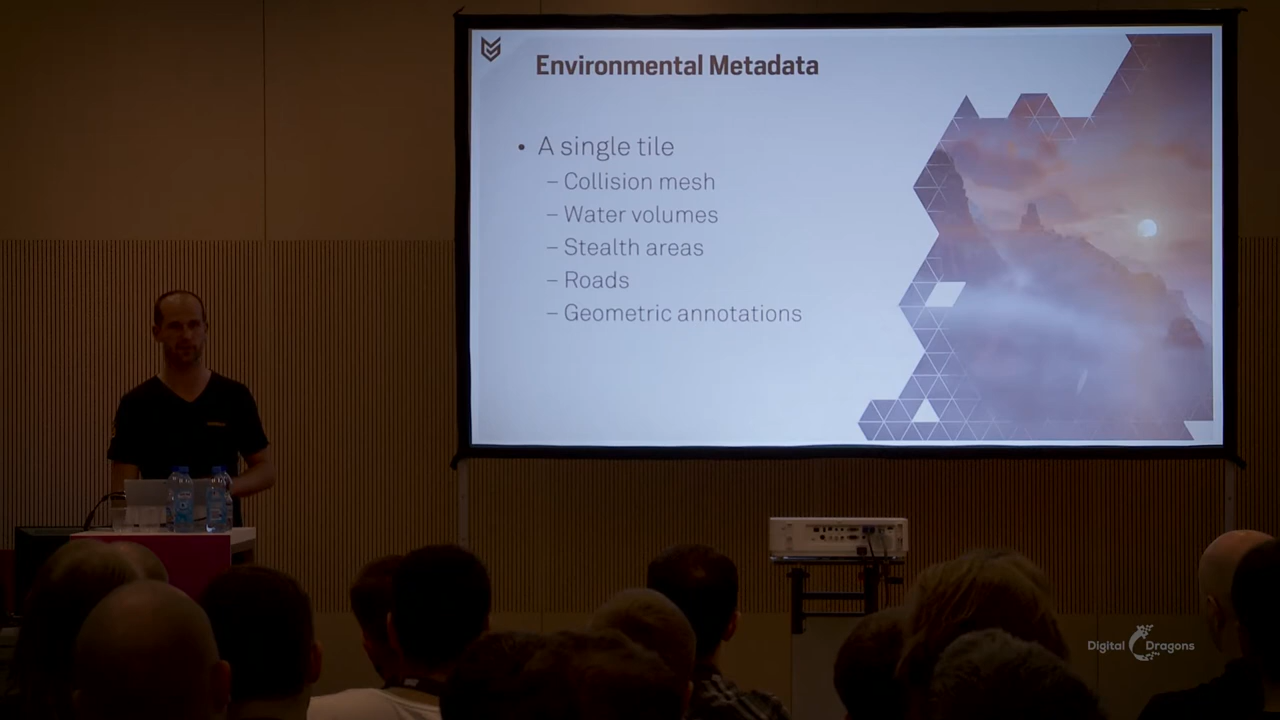 Environmental Metadata
• A single tile
– Collision mesh
– Water volumes
– Stealth areas
– Roads
– Geometric annotations
Digital Dragons